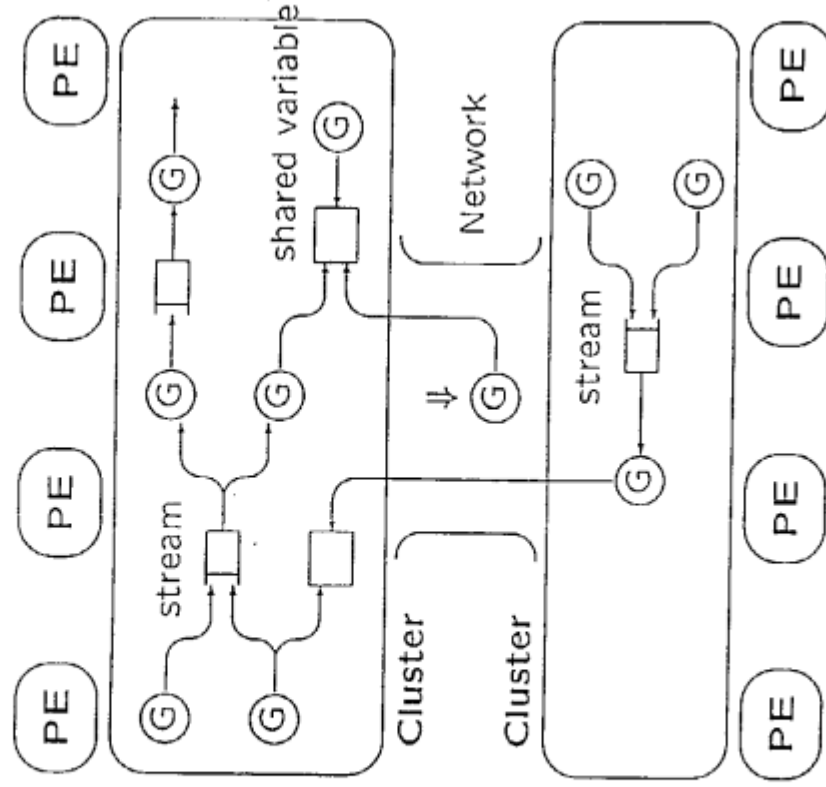 PE
PE
PE
PE
G
G
G
stream
G
G
shared variable
G
Cluster
Network
G
Cluster
stream
G
G
G
PE
PE
PE
PE